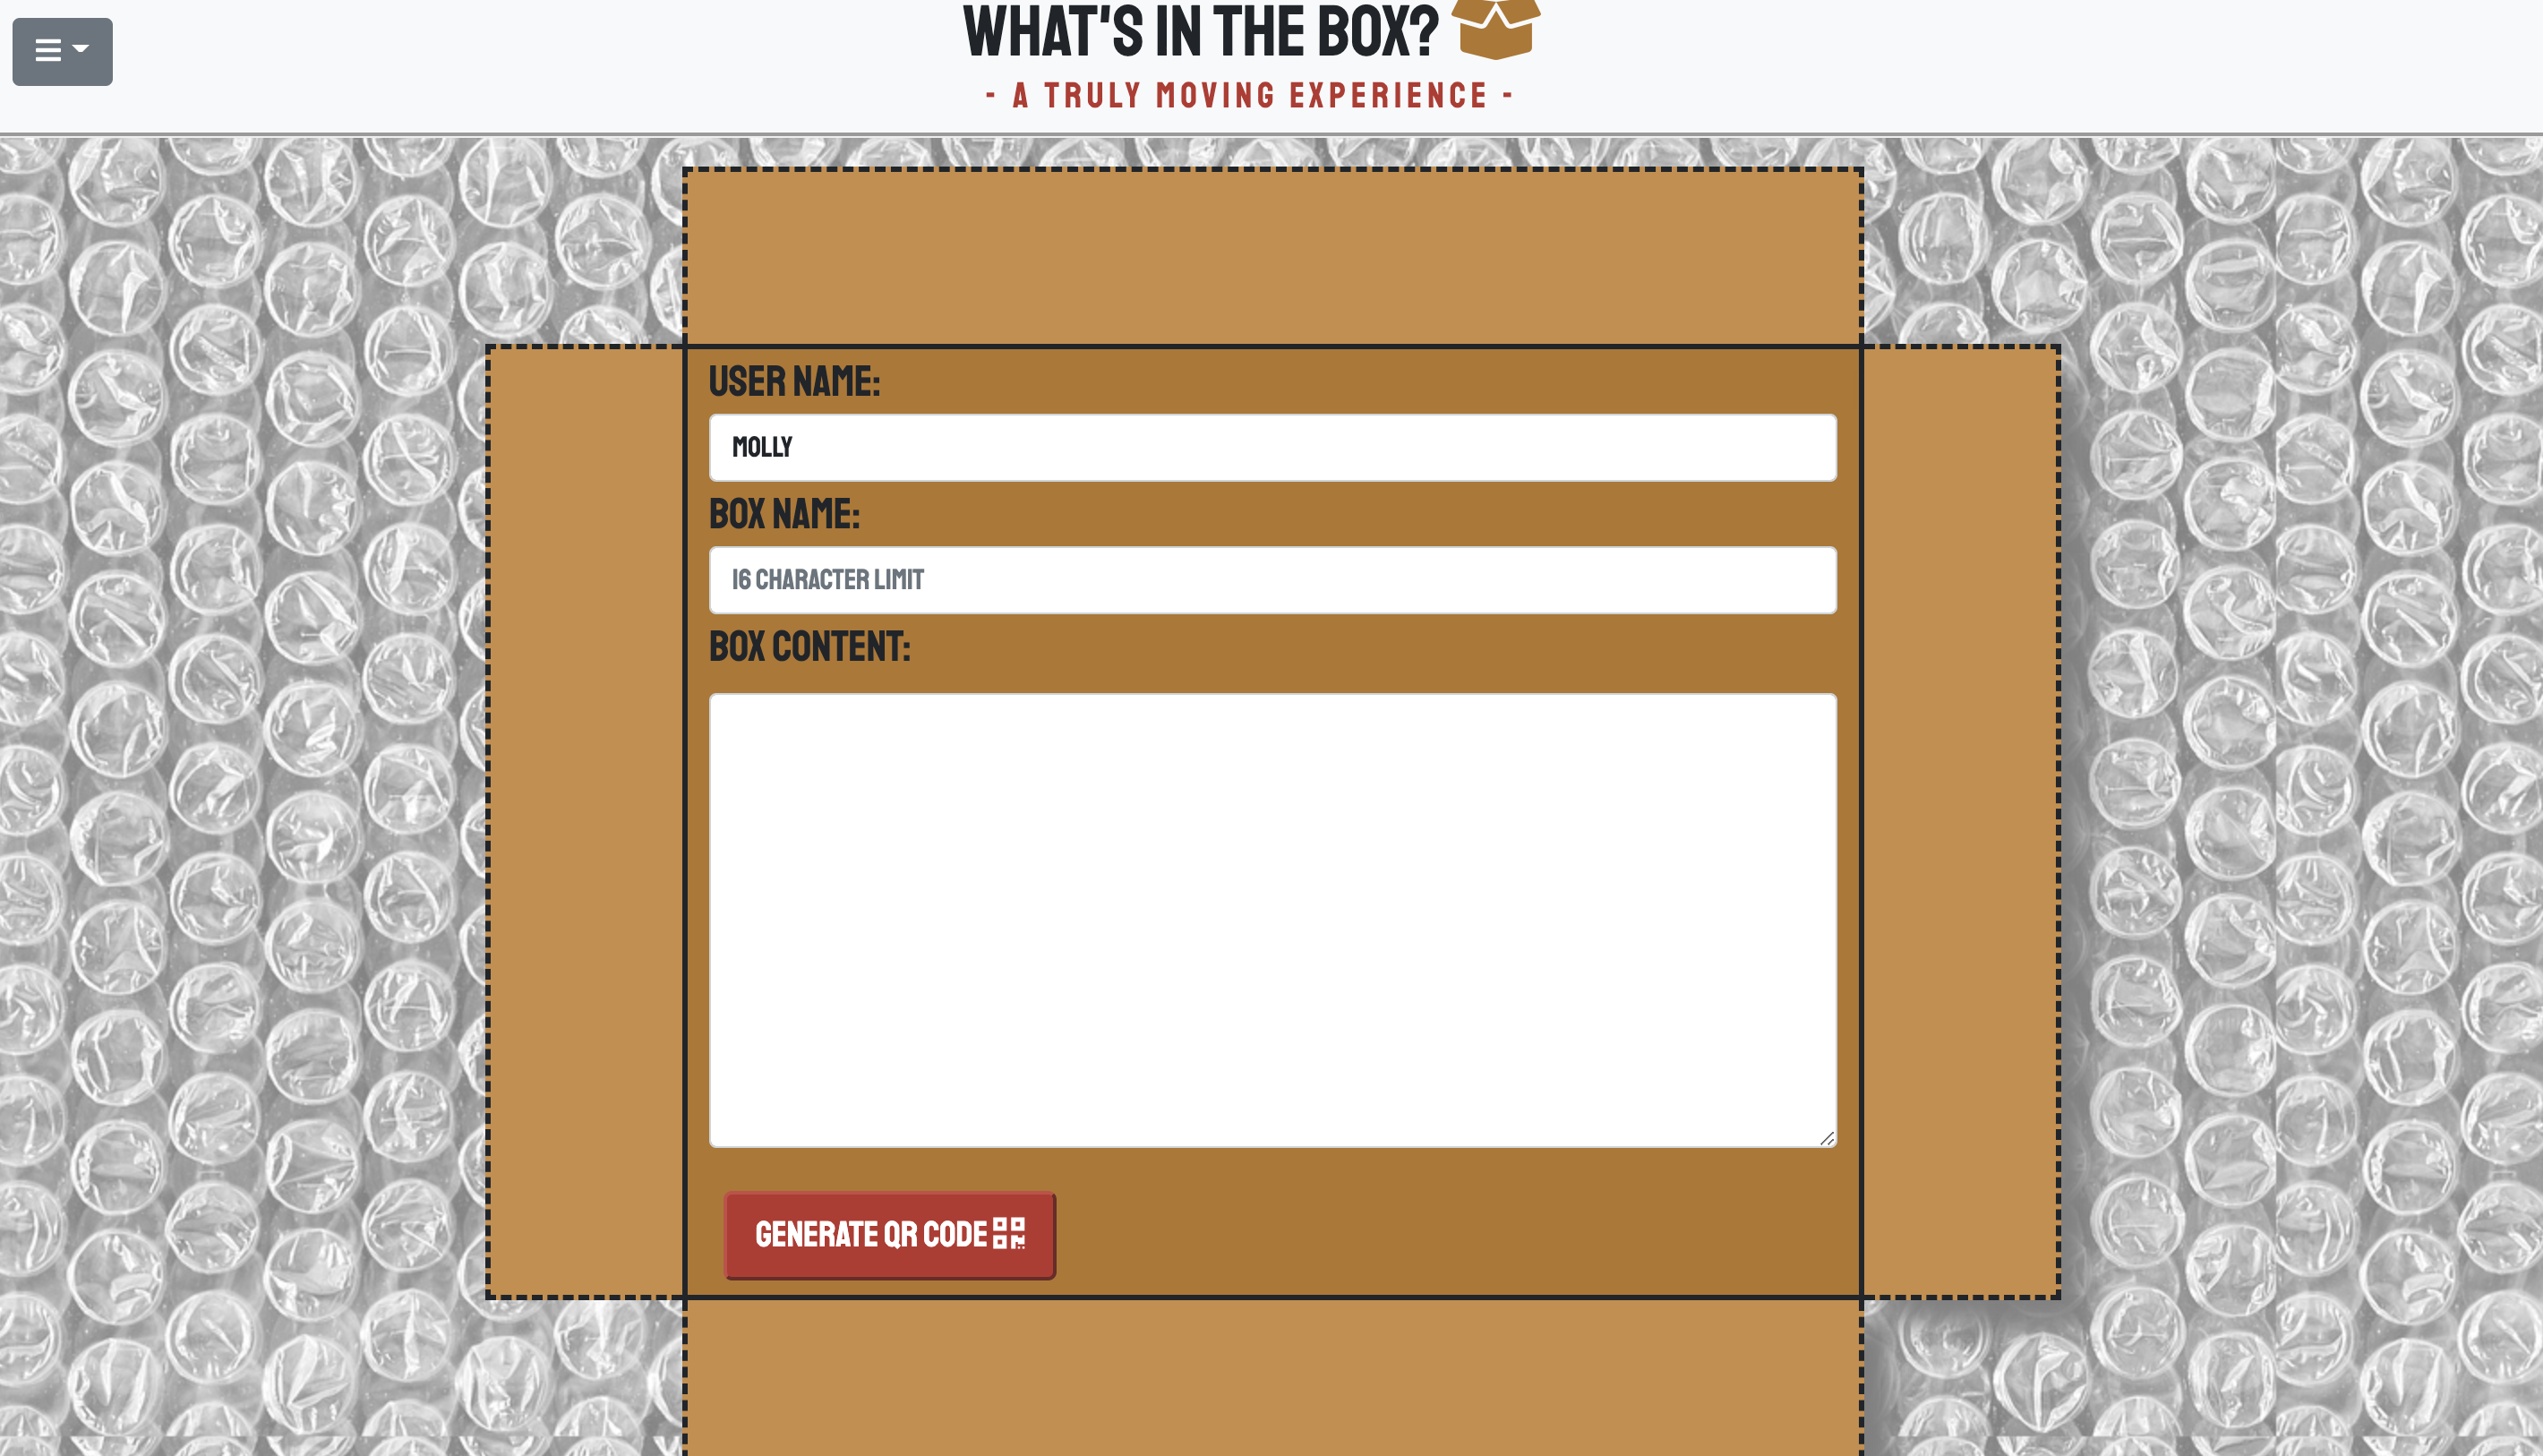 WHAT'S IN THE BOX?
- A TRULY MOVING EXPERIENCE -
USER NAME:
MOLLY
BOX NAME:
16 CHARACTER LIMIT
BOX CONTENT:
GENERATE QR CODE